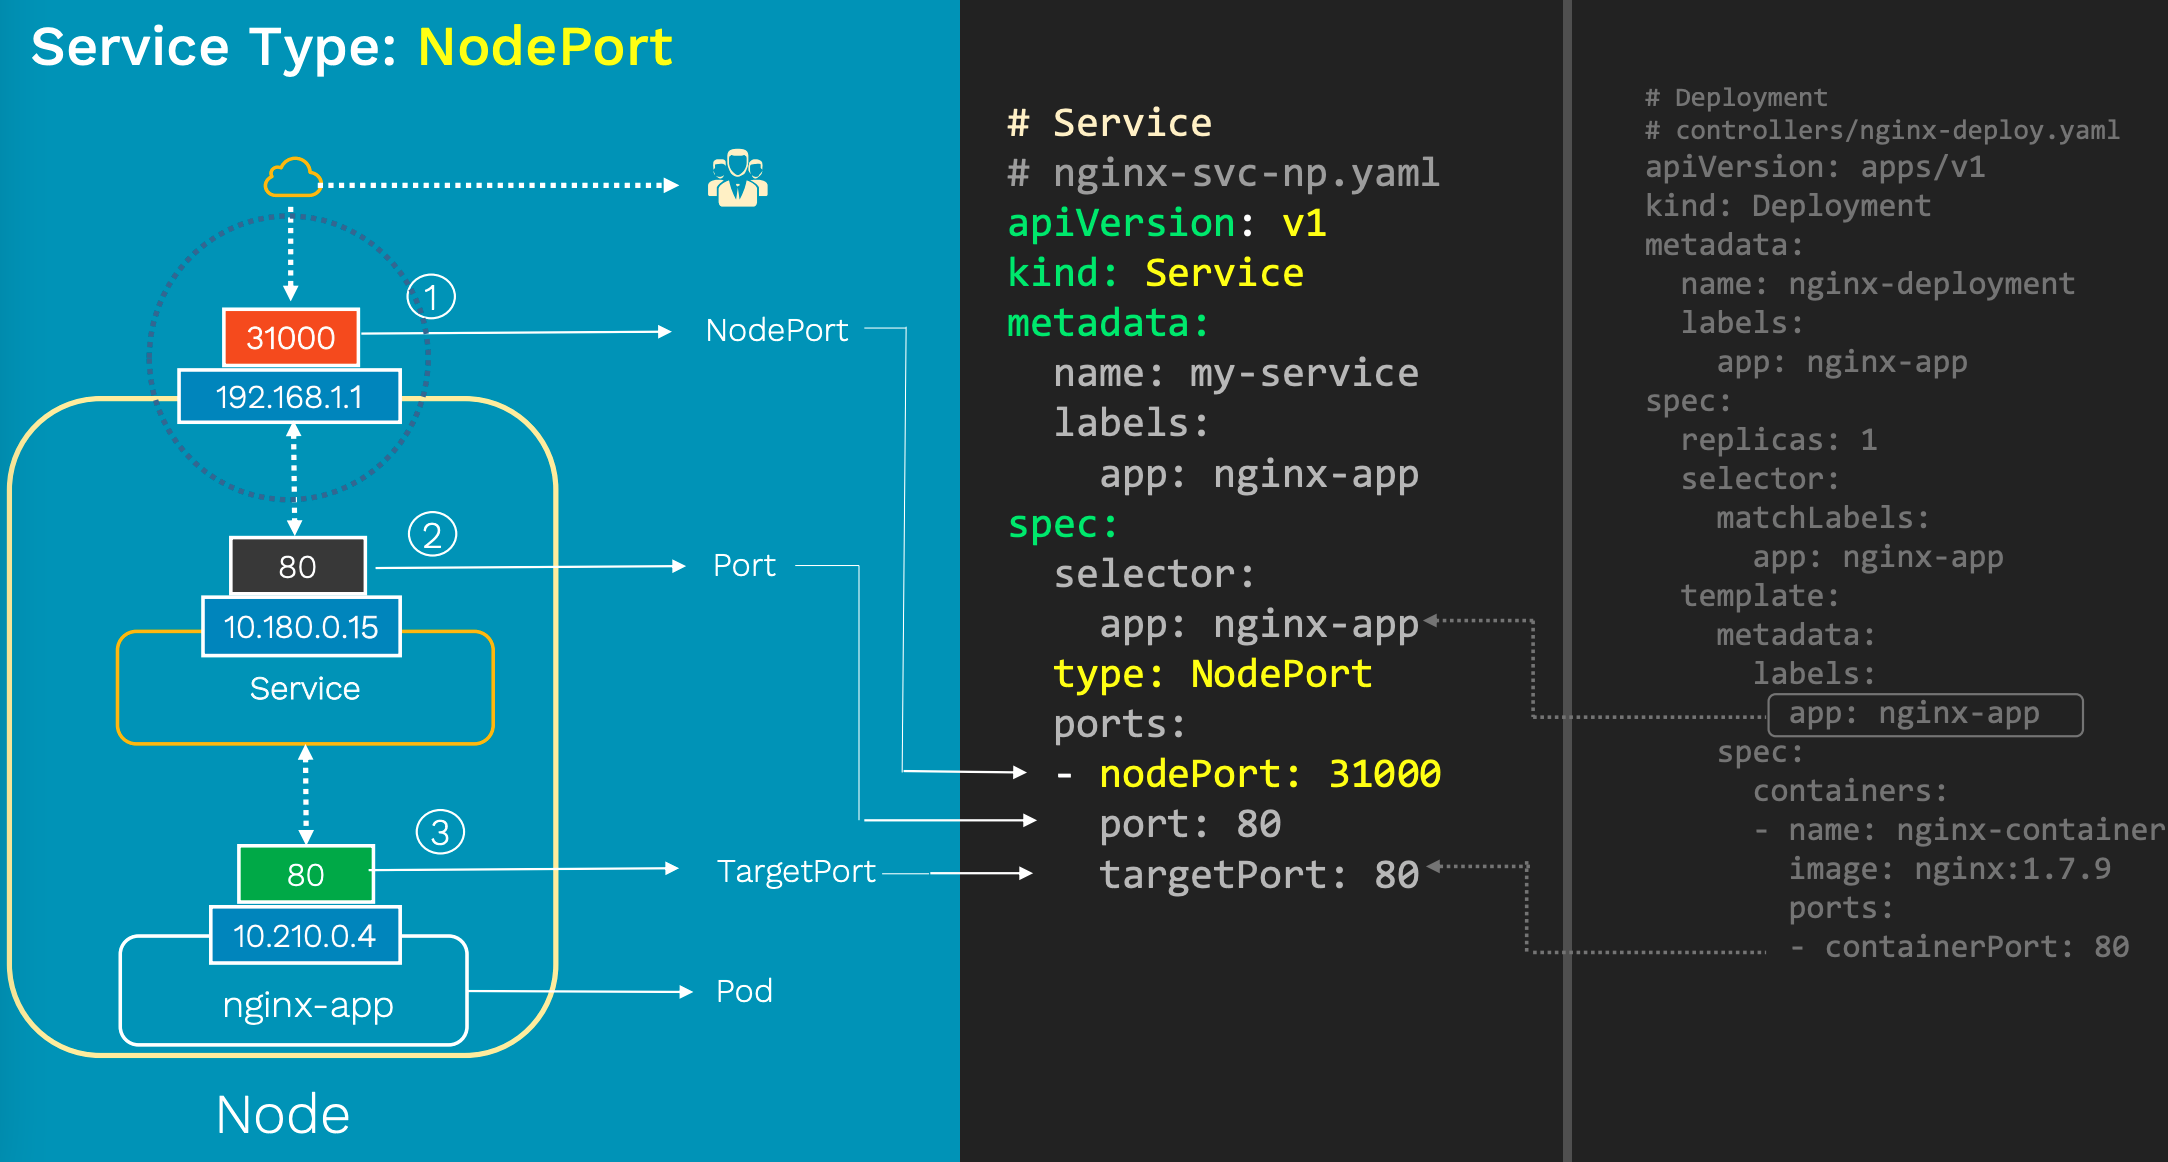 Service Type: NodePort
1
31000
NodePort
192.168.1.1
2
80
Port
10.180.0.15
Service
3
80
TargetPort
10.210.0.4
nginx-app
Pod
Node
# Service
# nginx-svc-np.yaml
apiVersion: v1
kind: Service
metadata:
  name: my-service
  labels:
    app: nginx-app
spec:
  selector:
    app: nginx-app
  type: NodePort
  ports:
  - nodePort: 31000
    port: 80
    targetPort: 80
# Deployment
# controllers/nginx-deploy.yaml
apiVersion: apps/v1
kind: Deployment
metadata:
  name: nginx-deployment
  labels:
    app: nginx-app
spec:
  replicas: 1
  selector:
    matchLabels:
      app: nginx-app
  template:
    metadata:
      labels:
        app: nginx-app
    spec:
      containers:
      - name: nginx-container
        image: nginx:1.7.9
        ports:
        - containerPort: 80